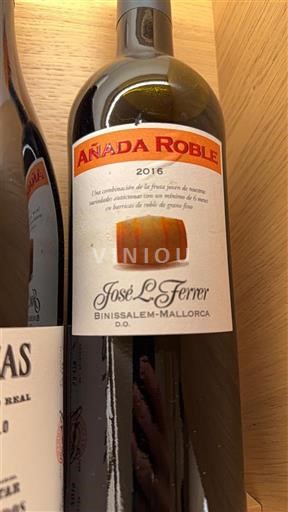 AÑADA ROBLE
2016
Una combinación de la fruta joven de nuestras
variedades autóctonas con un mínimo de 6 meses
en barricas de roble de grano fino
VINIOU
José L. Ferrer
BINISSALEM-MALLORCA
D.O.
AS
REAL